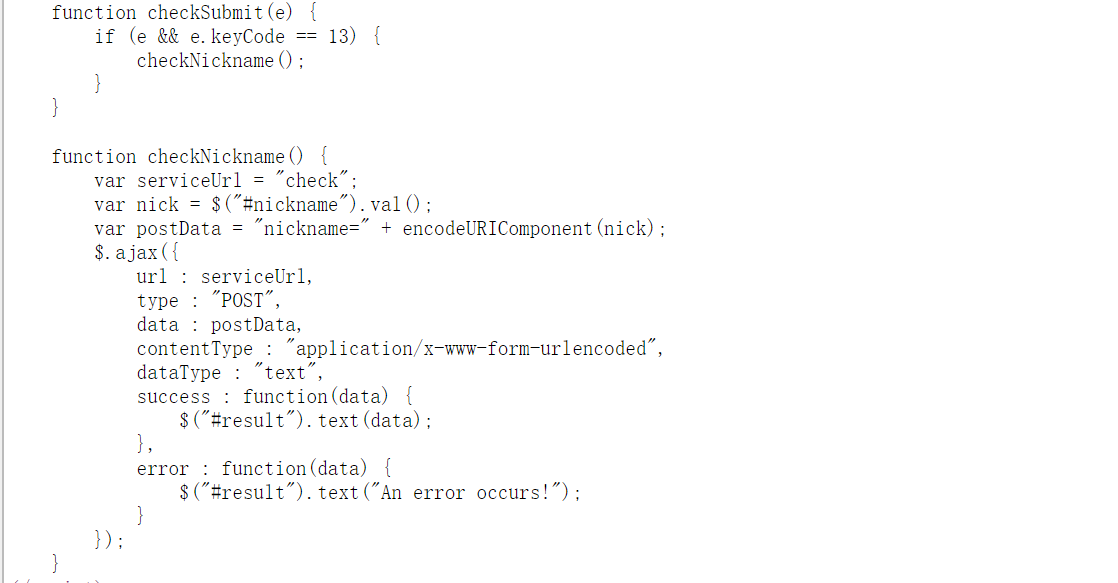 function checkSubmit(e) {
    if (e && e.keyCode == 13) {
        checkNickname();
    }
}

function checkNickname() {
    var serviceUrl = "check";
    var nick = $("#nickname").val();
    var postData = "nickname=" + encodeURIComponent(nick);
    $.ajax({
        url : serviceUrl,
        type : "POST",
        data : postData,
        contentType : "application/x-www-form-urlencoded",
        dataType : "text",
        success : function(data) {
            $("#result").text(data);
        },
        error : function(data) {
            $("#result").text("An error occurs!");
        }
    });
}